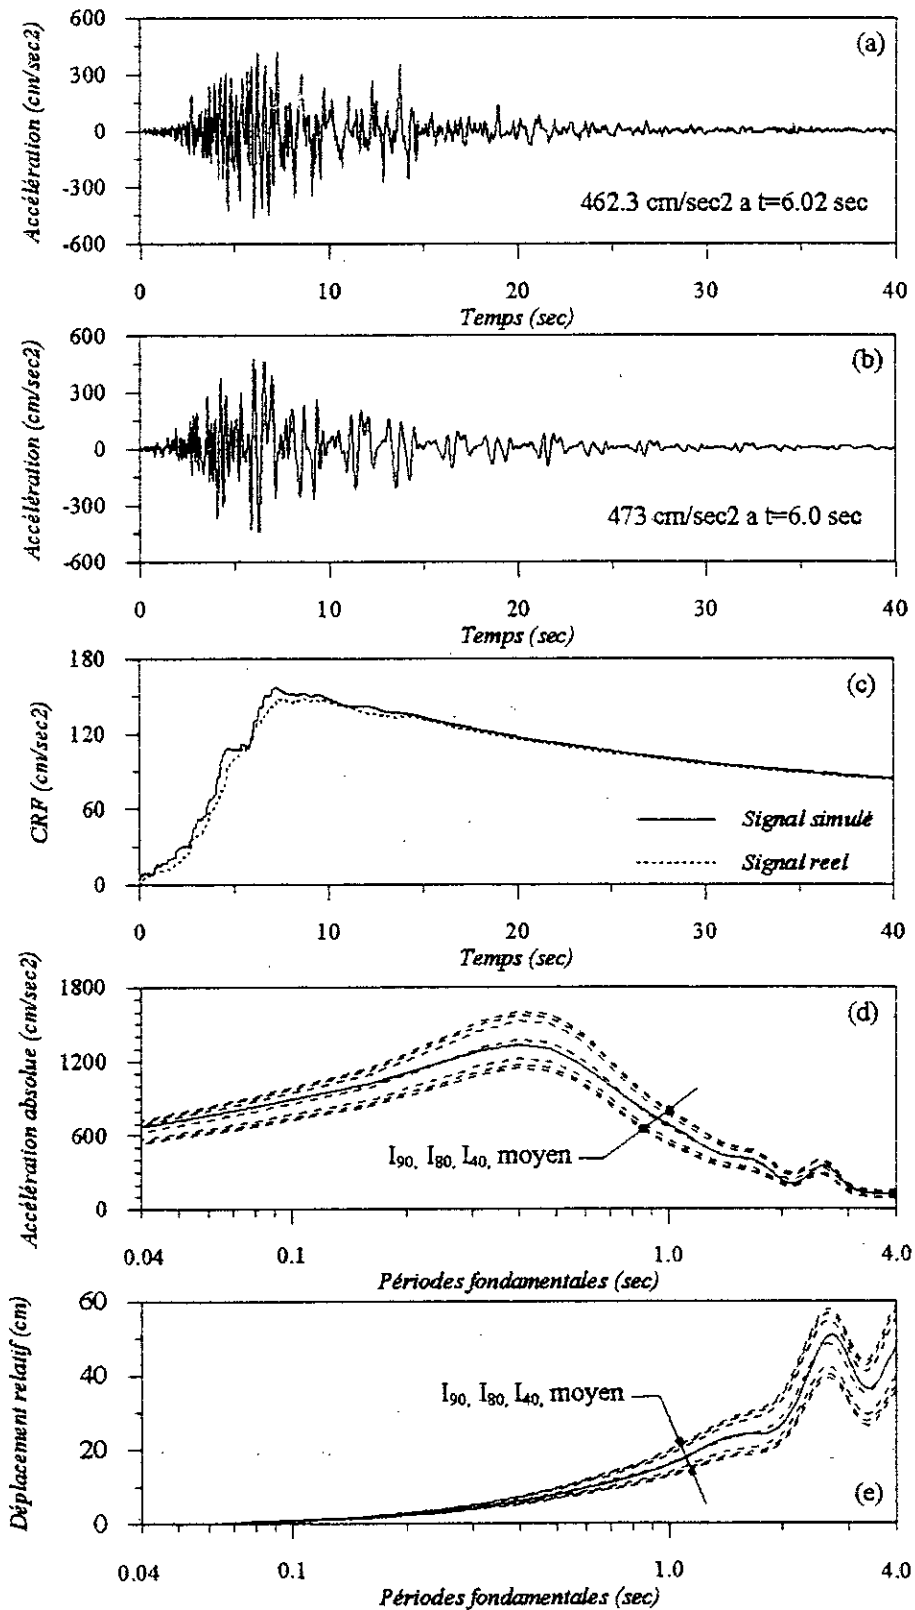 (a)
Accélération (cm/sec2)
600
300
0
-300
-600
462.3 cm/sec2 a t=6.02 sec
0 10 20 30 40
Temps (sec)
(b)
Accélération (cm/sec2)
600
300
0
-300
-600
473 cm/sec2 a t=6.0 sec
0 10 20 30 40
Temps (sec)
(c)
CRF (cm/sec2)
180
120
60
0
Signal simulé
Signal reel
0 10 20 30 40
Temps (sec)
(d)
Accélération absolue (cm/sec2)
1800
1200
600
0
I90, I80, I40, moyen
0.04 0.1 1.0 4.0
Périodes fondamentales (sec)
Déplacement relatif (cm)
60
40
20
0
I90, I80, I40, moyen
(e)
0.04 0.1 1.0 4.0
Périodes fondamentales (sec)